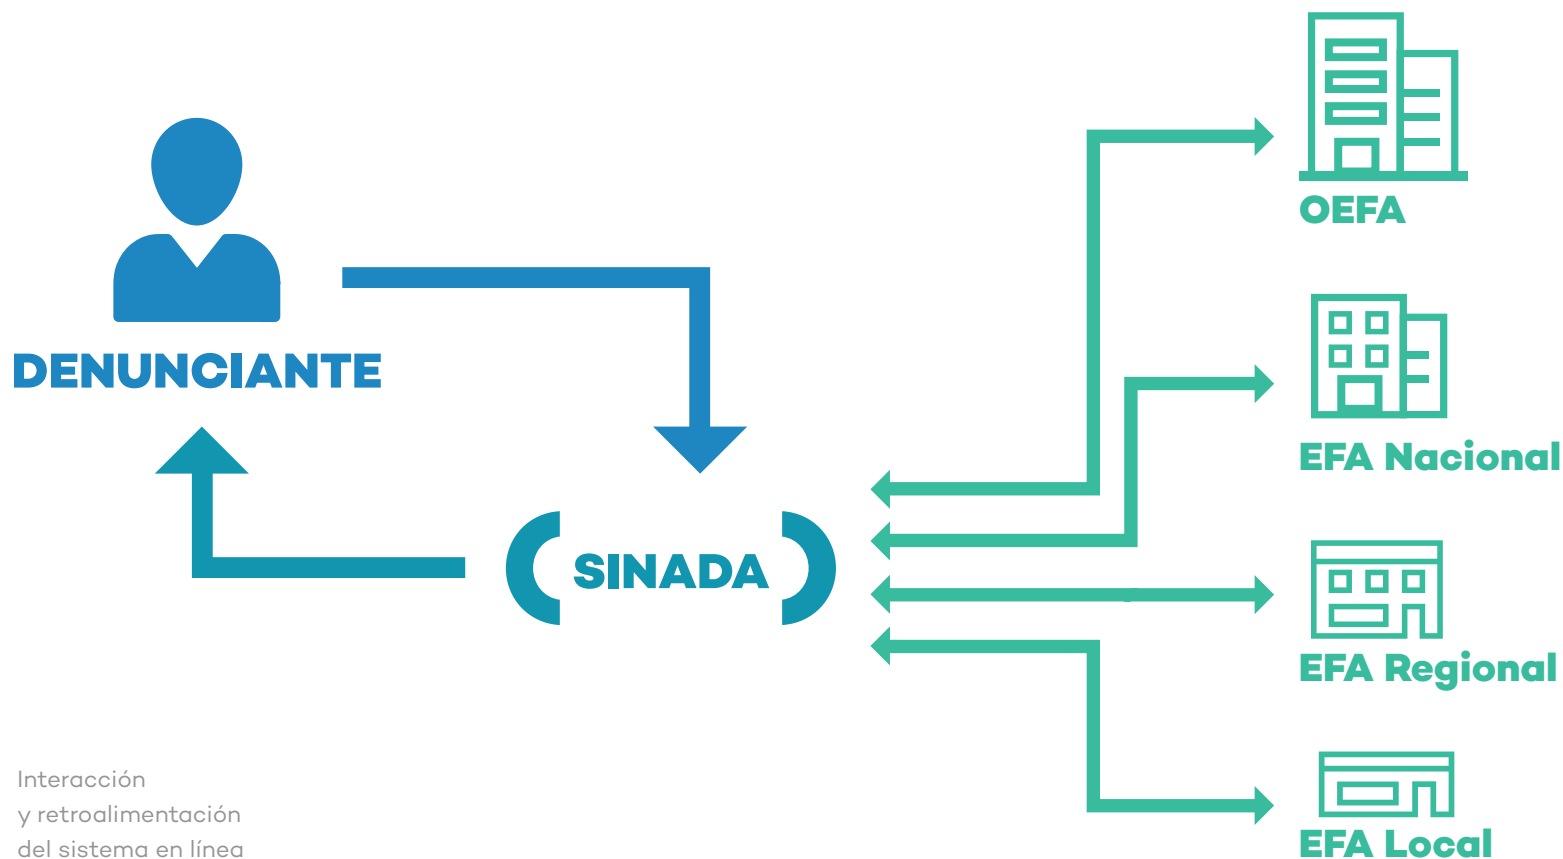 OEFA
DENUNCIANTE
EFA Nacional
SINADA
EFA Regional
Interacción
y retroalimentación
del sistema en línea
EFA Local